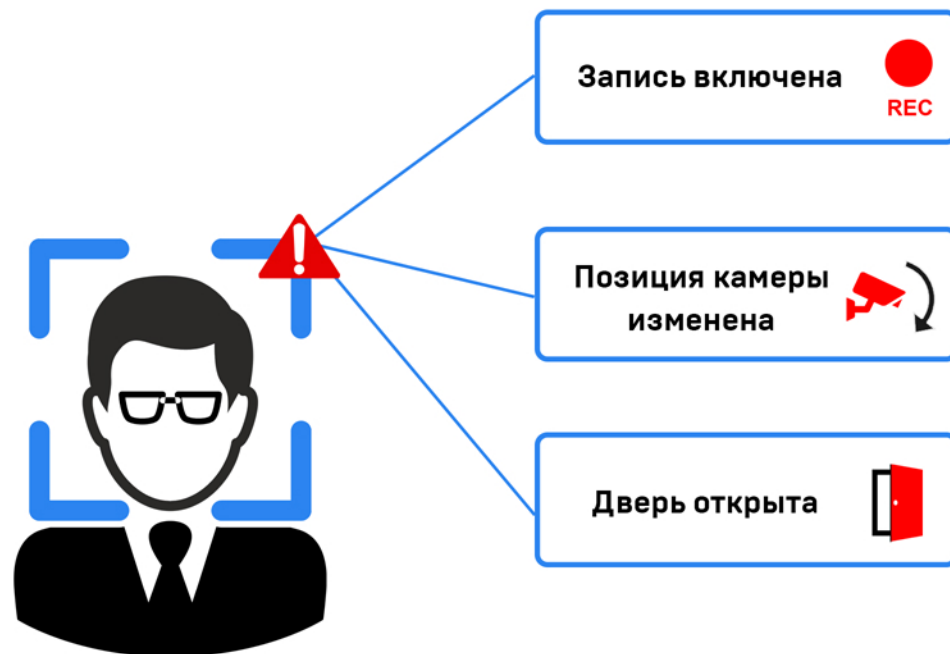 Запись включена
REC
Позиция камеры
изменена
Дверь открыта